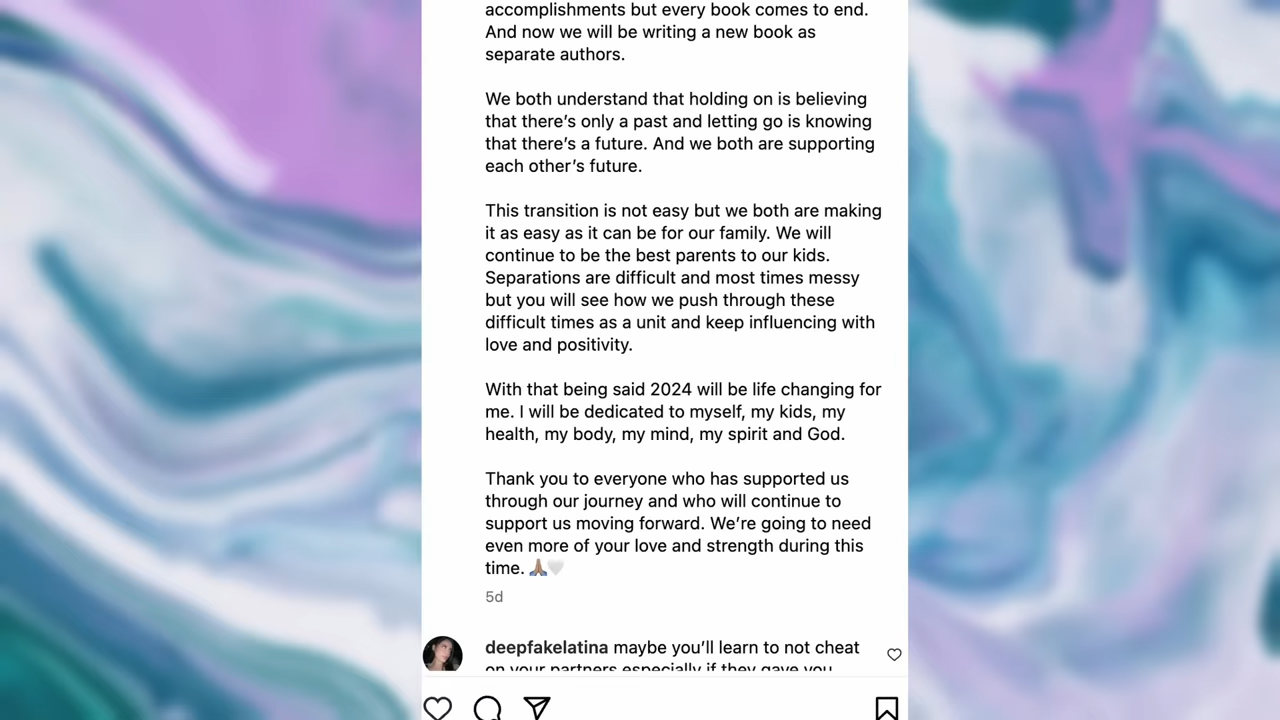 accomplishments but every book comes to end.
And now we will be writing a new book as
separate authors.
We both understand that holding on is believing
that there’s only a past and letting go is knowing
that there’s a future. And we both are supporting
each other’s future.
This transition is not easy but we both are making
it as easy as it can be for our family. We will
continue to be the best parents to our kids.
Separations are difficult and most times messy
but you will see how we push through these
difficult times as a unit and keep influencing with
love and positivity.
With that being said 2024 will be life changing for
me. I will be dedicated to myself, my kids, my
health, my body, my mind, my spirit and God.
Thank you to everyone who has supported us
through our journey and who will continue to
support us moving forward. We’re going to need
even more of your love and strength during this
time. 🙏🏽🤍
5d
deepfakelatina maybe you’ll learn to not cheat
on your partners especially if they gave you